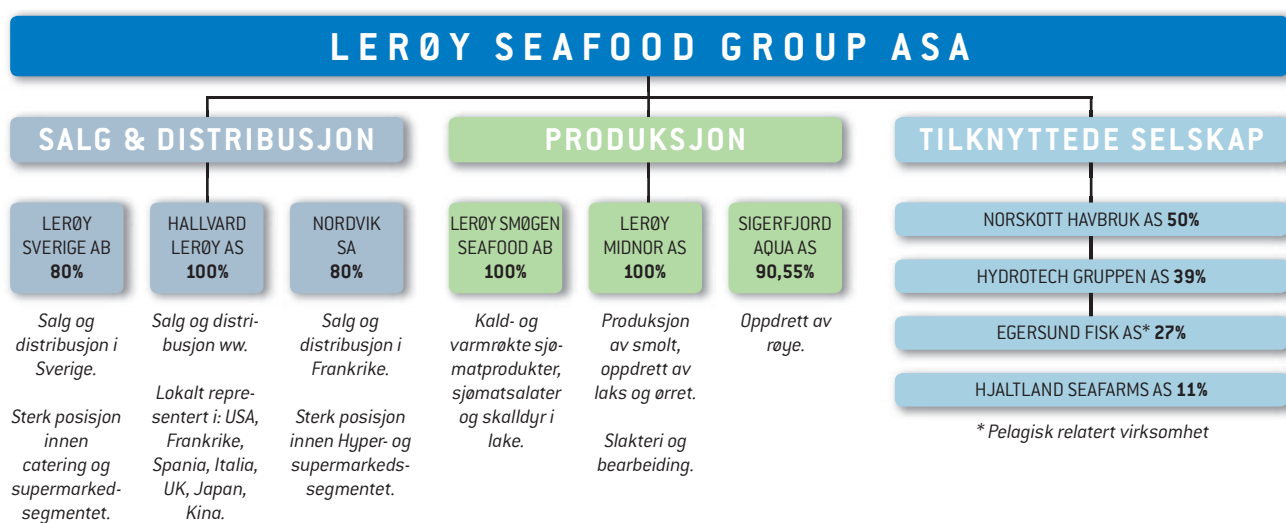 LERØY SEAFOOD GROUP ASA
SALG & DISTRIBUSJON
LERØY
SVERIGE AB
80%
Salg og
distribusjon i
Sverige.
Sterk posisjon
innen
catering og
supermarked-
segmentet.
HALLVARD
LERØY AS
100%
Salg og distri-
busjon ww.
Lokalt repre-
sentert i: USA,
Frankrike,
Spania, Italia,
UK, Japan,
Kina.
NORDVIK
SA
80%
Salg og
distribusjon i
Frankrike.
Sterk posisjon
innen Hyper- og
supermarkeds-
segmentet.
PRODUKSJON
LERØY SMØGEN
SEAFOOD AB
100%
Kald- og
varmrøkte sjø-
matprodukter,
sjømatsalater
og skalldyr i
lake.
LERØY
MIDNOR AS
100%
Produksjon
av smolt,
oppdrett av
laks og ørret.
Slakteri og
bearbeiding.
SIGERFJORD
AQUA AS
90,55%
Oppdrett av
røye.
TILKNYTTEDE SELSKAP
NORSKOTT HAVBRUK AS 50%
HYDROTECH GRUPPEN AS 39%
EGERSUND FISK AS* 27%
HJALTLAND SEAFARMS AS 11%
* Pelagisk relatert virksomhet